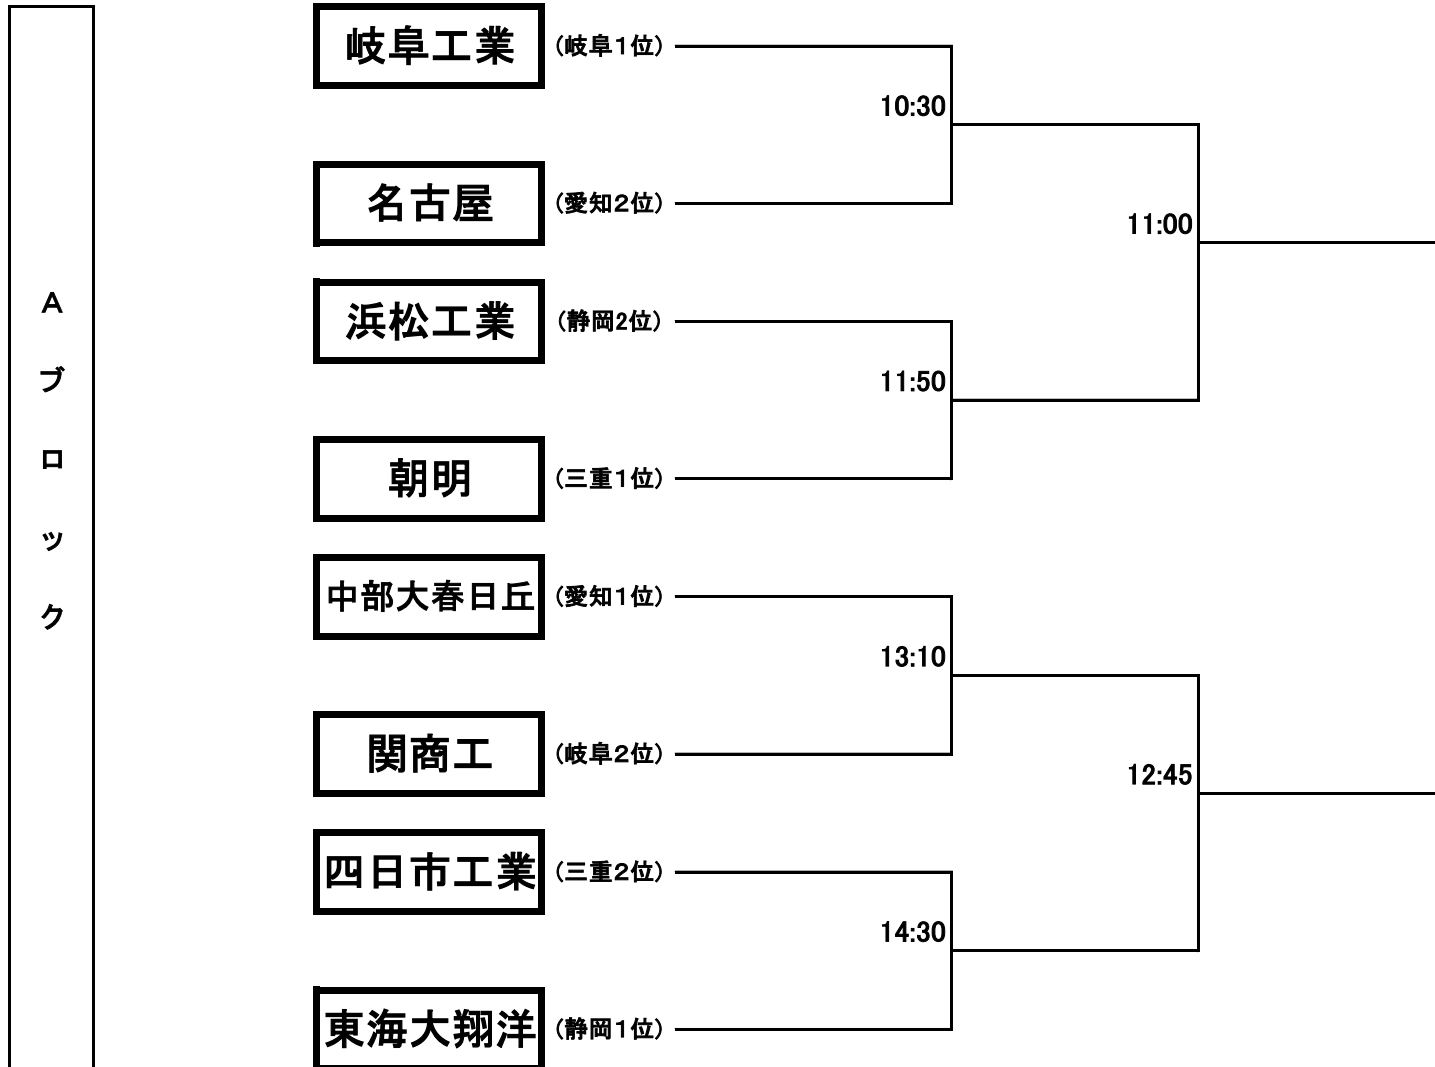 A
ブ
ロ
ッ
ク
岐阜工業 (岐阜1位)
10:30
名古屋 (愛知2位)
11:00
浜松工業 (静岡2位)
11:50
朝明 (三重1位)
中部大春日丘 (愛知1位)
13:10
関商工 (岐阜2位)
12:45
四日市工業 (三重2位)
14:30
東海大翔洋 (静岡1位)